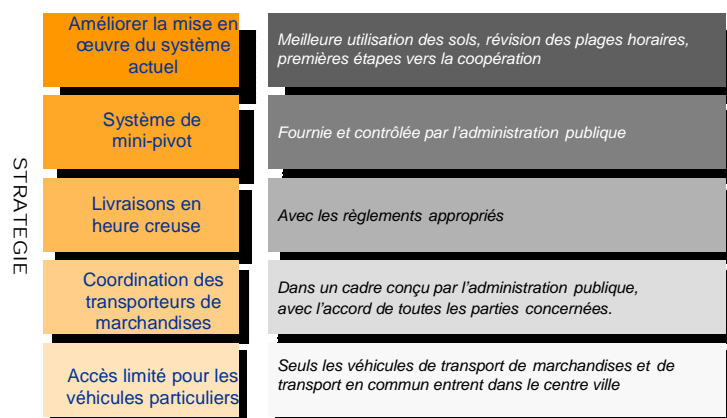 STRATEGIE
Améliorer la mise en
œuvre du système
actuel
Meilleure utilisation des sols, révision des plages horaires,
premières étapes vers la coopération
Système de
mini-pivot
Fournie et contrôlée par l’administration publique
Livraisons en
heure creuse
Avec les règlements appropriés
Coordination des
transporteurs de
marchandises
Dans un cadre conçu par l’administration publique,
avec l’accord de toutes les parties concernées.
Accès limité pour les
véhicules particuliers
Seuls les véhicules de transport de marchandises et de
transport en commun entrent dans le centre ville